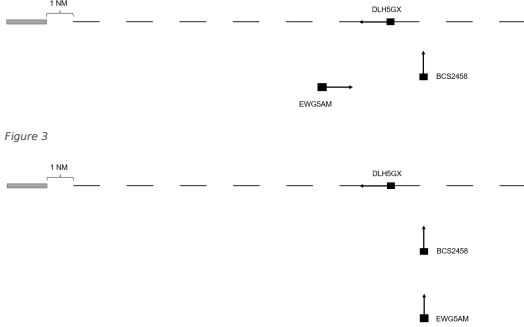 1 NM
DLH5GX
BCS2458
EWG5AM
Figure 3
1 NM
DLH5GX
BCS2458
EWG5AM